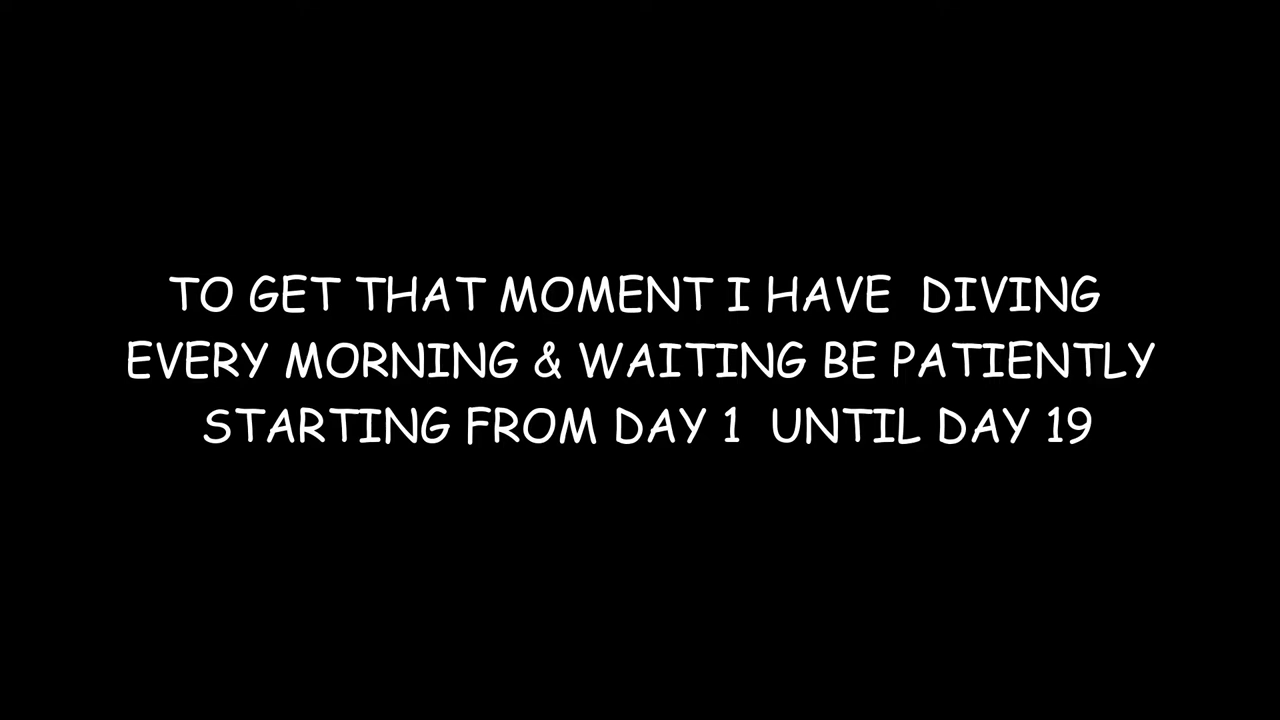 TO GET THAT MOMENT I HAVE  DIVING
EVERY MORNING & WAITING BE PATIENTLY
STARTING FROM DAY 1  UNTIL DAY 19